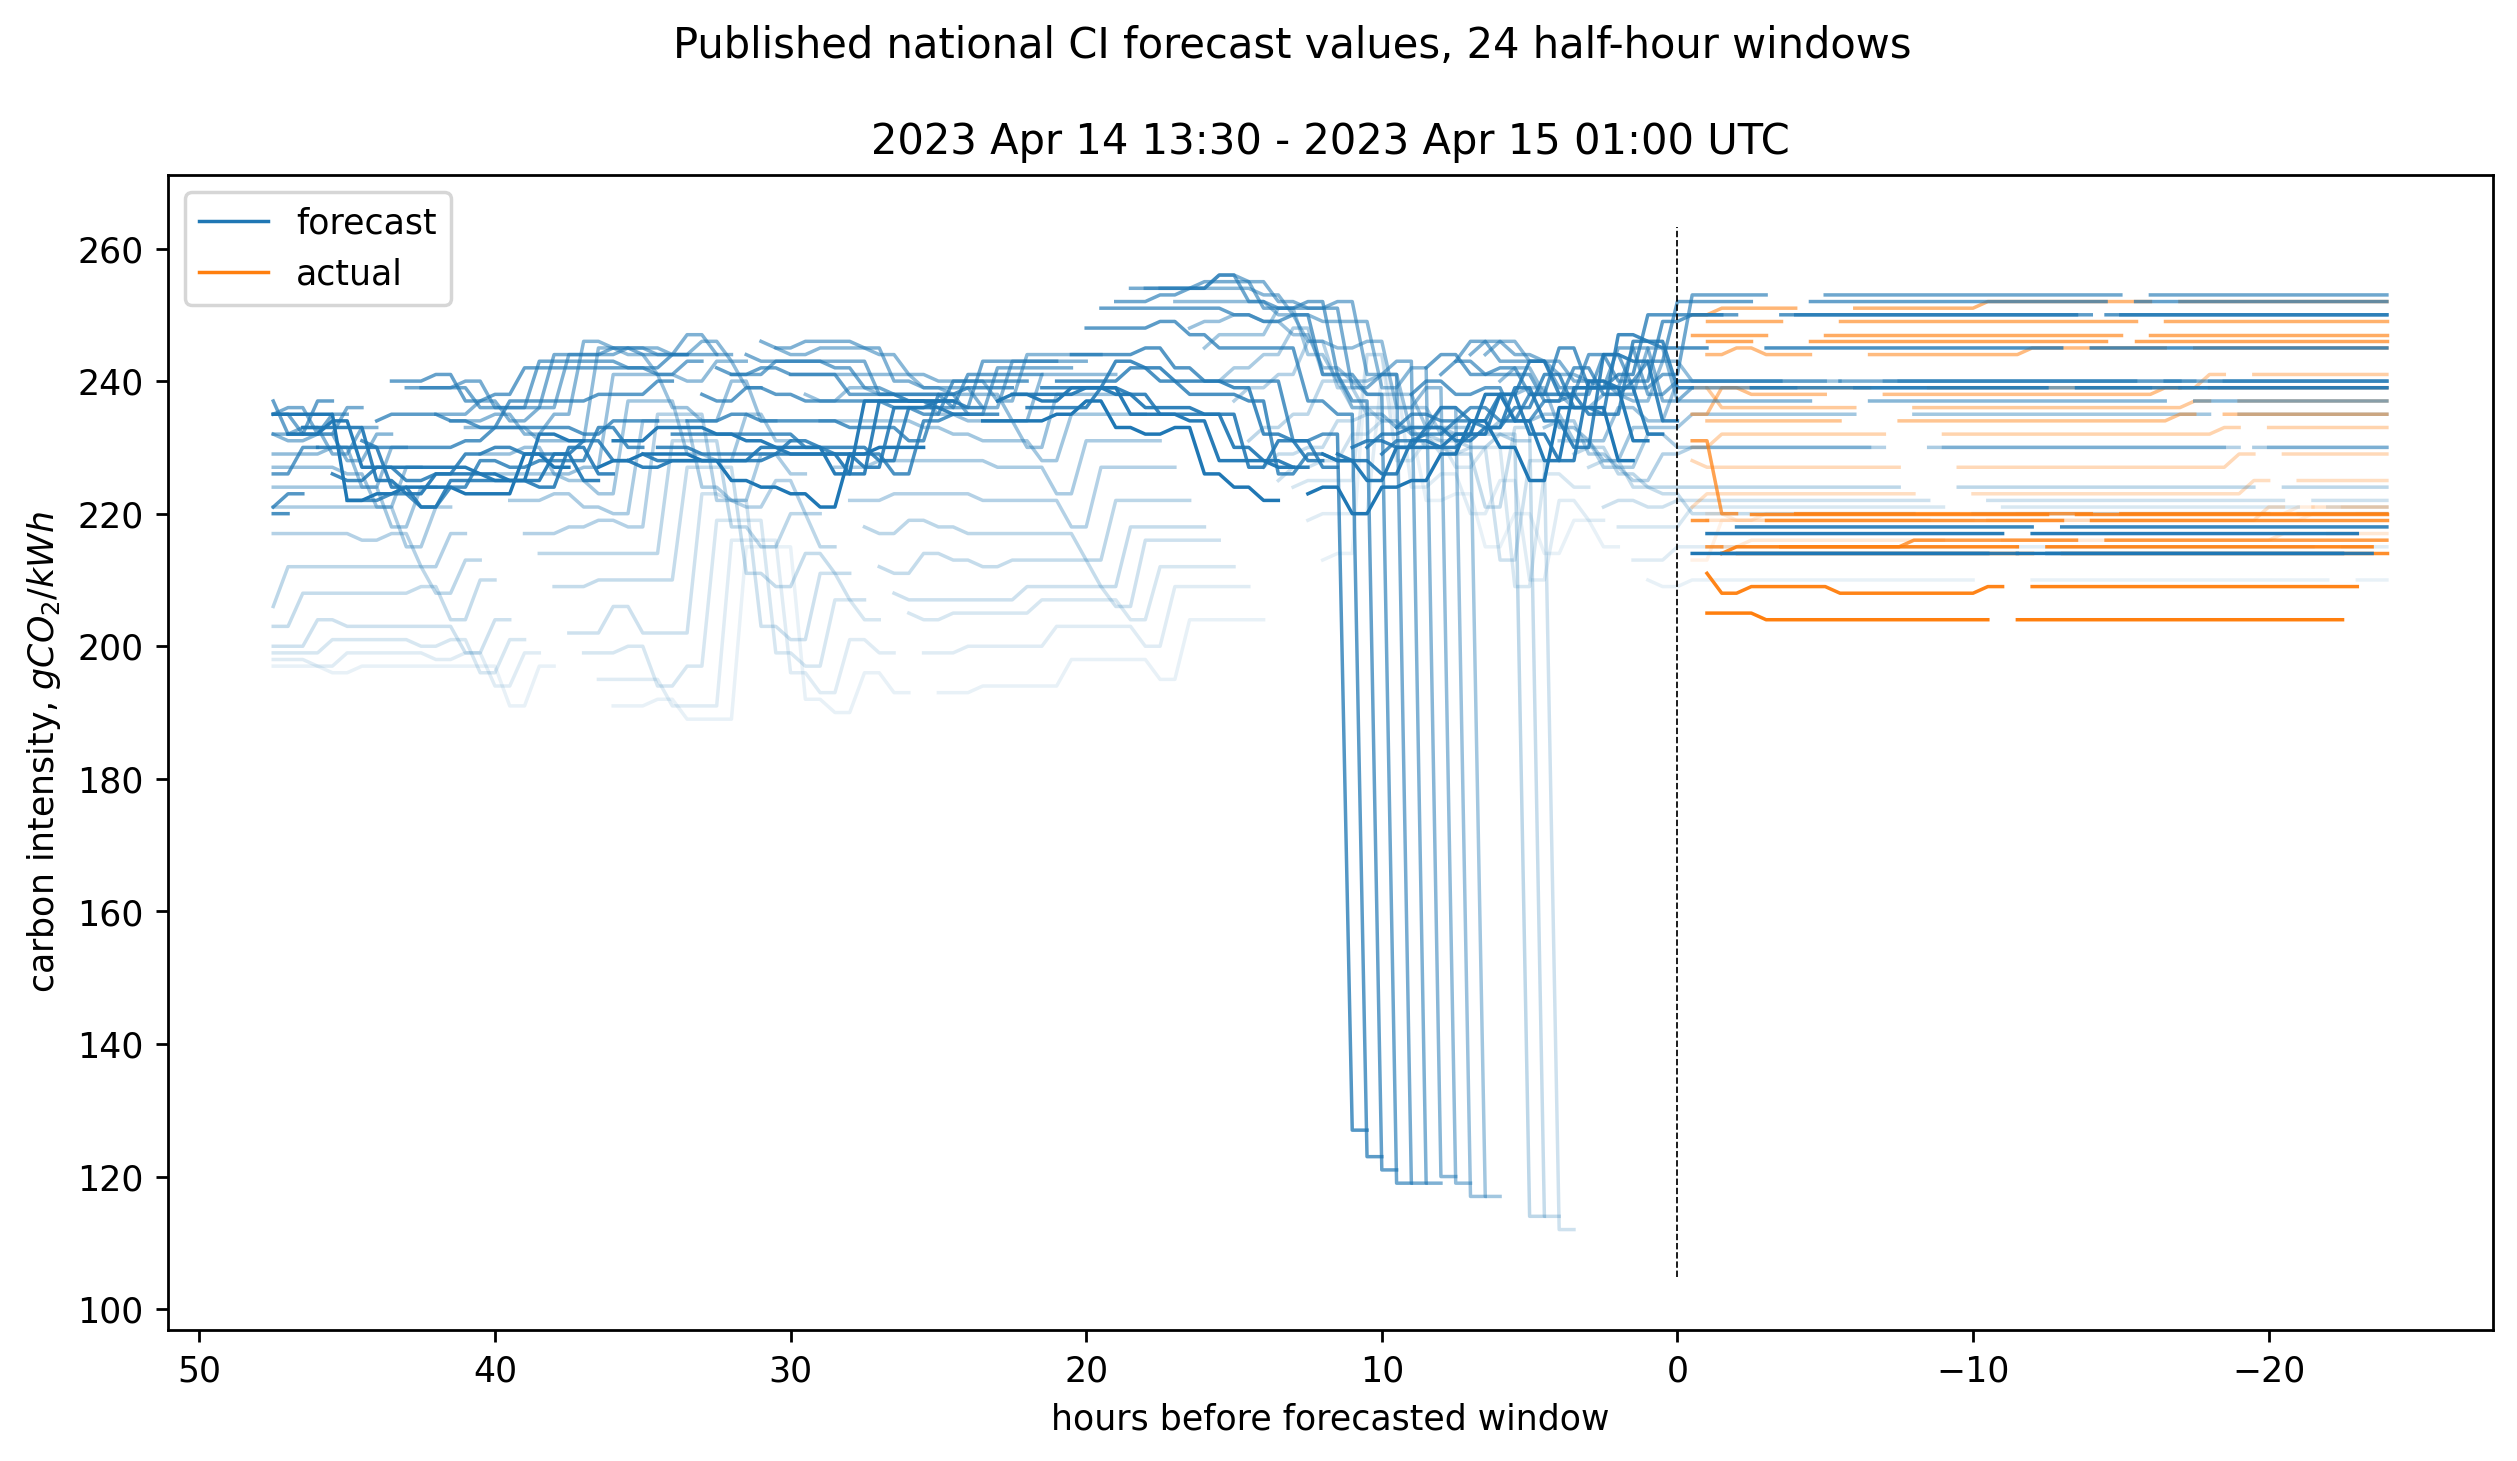 Published national CI forecast values, 24 half-hour windows
2023 Apr 14 13:30 - 2023 Apr 15 01:00 UTC
forecast
actual
carbon intensity, gCO₂/kWh
260
240
220
200
180
160
140
120
100
50
40
30
20
10
0
−10
−20
hours before forecasted window